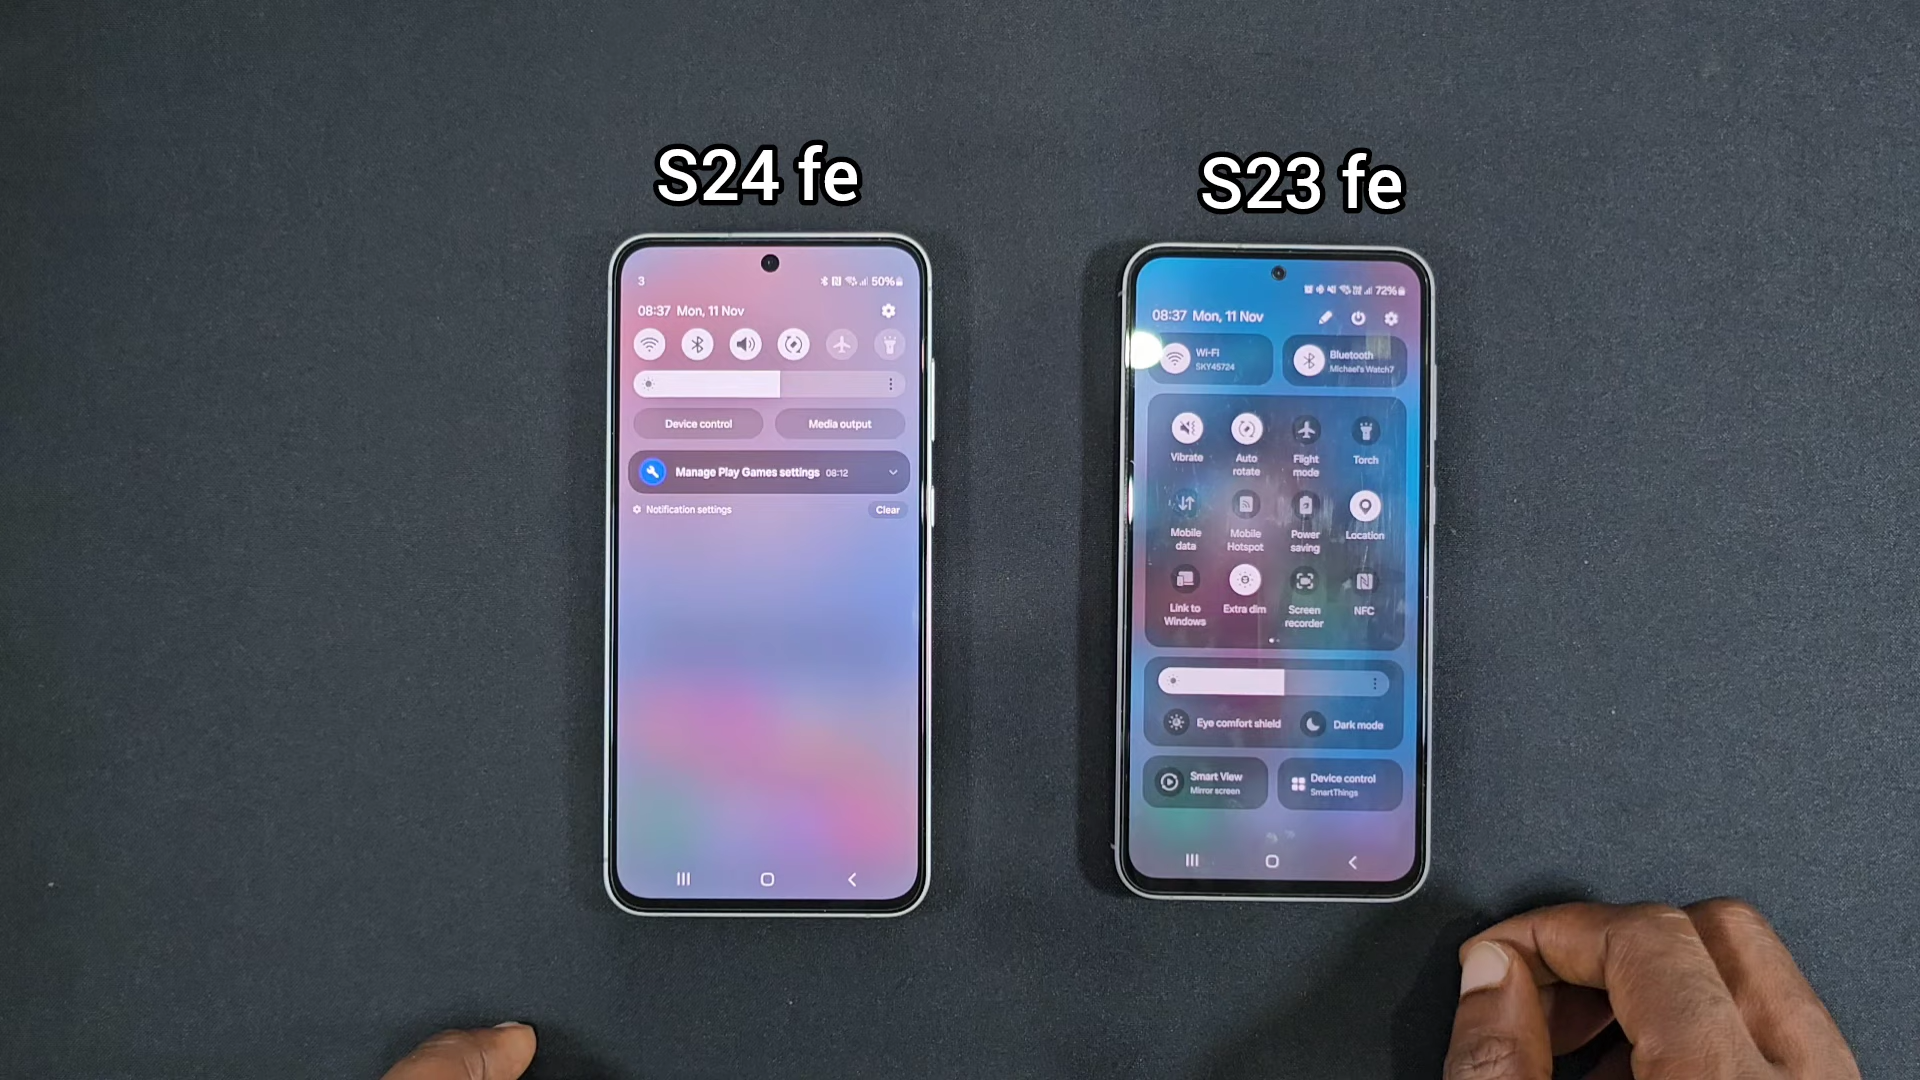 S24 fe
S23 fe
3
50%
08:37 Mon, 11 Nov
Device control
Media output
Manage Play Games settings 08:12
Notification settings
Clear
72%
08:37 Mon, 11 Nov
Wi-Fi
SKY45724
Bluetooth
Michael's Watch7
Vibrate
Auto
rotate
Flight
mode
Torch
Mobile
data
Mobile
Hotspot
Power
saving
Location
Link to
Windows
Extra dim
Screen
recorder
NFC
Eye comfort shield
Dark mode
Smart View
Mirror screen
Device control
SmartThings